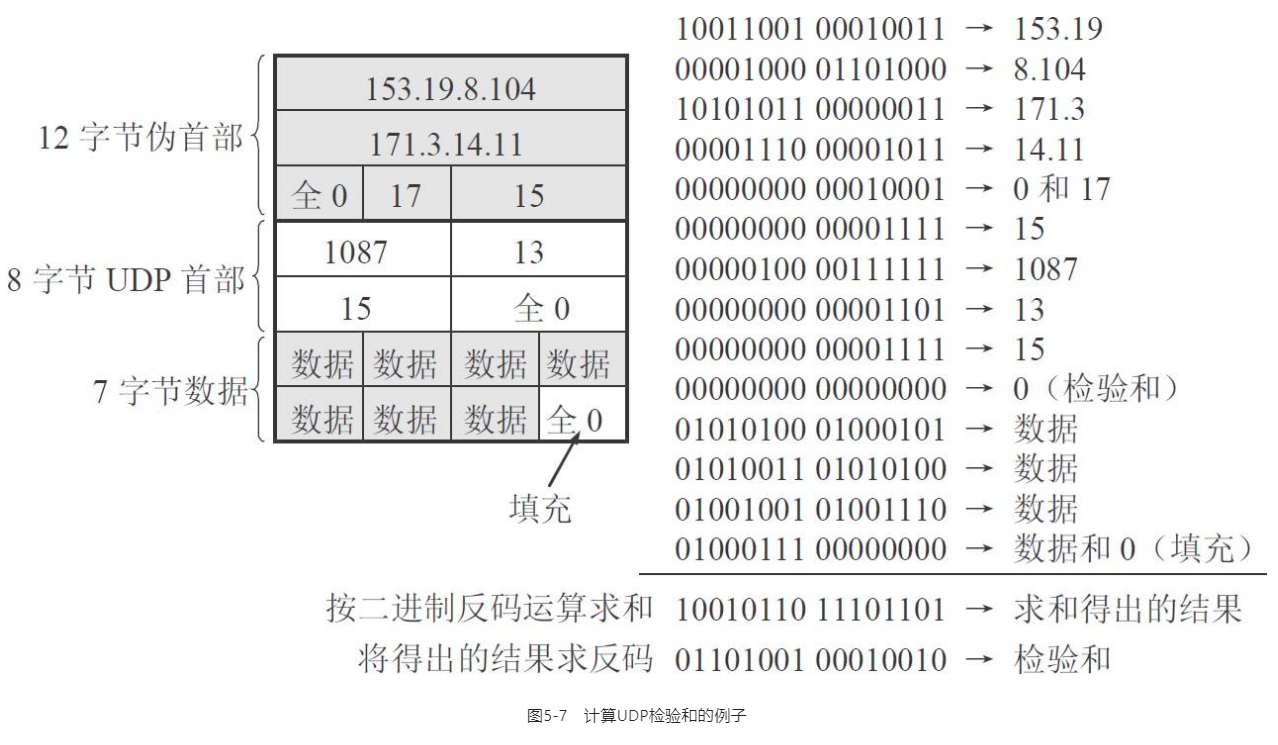 12 字节伪首部
153.19.8.104
171.3.14.11
全 0 17 15
8 字节 UDP 首部
1087 13
15 全 0
7 字节数据
数据 数据 数据 数据
数据 数据 数据 全 0
填充
10011001 00010011 → 153.19
00001000 01101000 → 8.104
10101011 00000011 → 171.3
00001110 00001011 → 14.11
00000000 00010001 → 0 和 17
00000000 00001111 → 15
00000100 00111111 → 1087
00000000 00001101 → 13
00000000 00001111 → 15
00000000 00000000 → 0（检验和）
01010100 01000101 → 数据
01010011 01010100 → 数据
01001001 01001110 → 数据
01000111 00000000 → 数据和 0（填充）
按二进制反码运算求和 10010110 11101101 → 求和得出的结果
将得出的结果求反码 01101001 00010010 → 检验和
图5-7 计算UDP检验和的例子